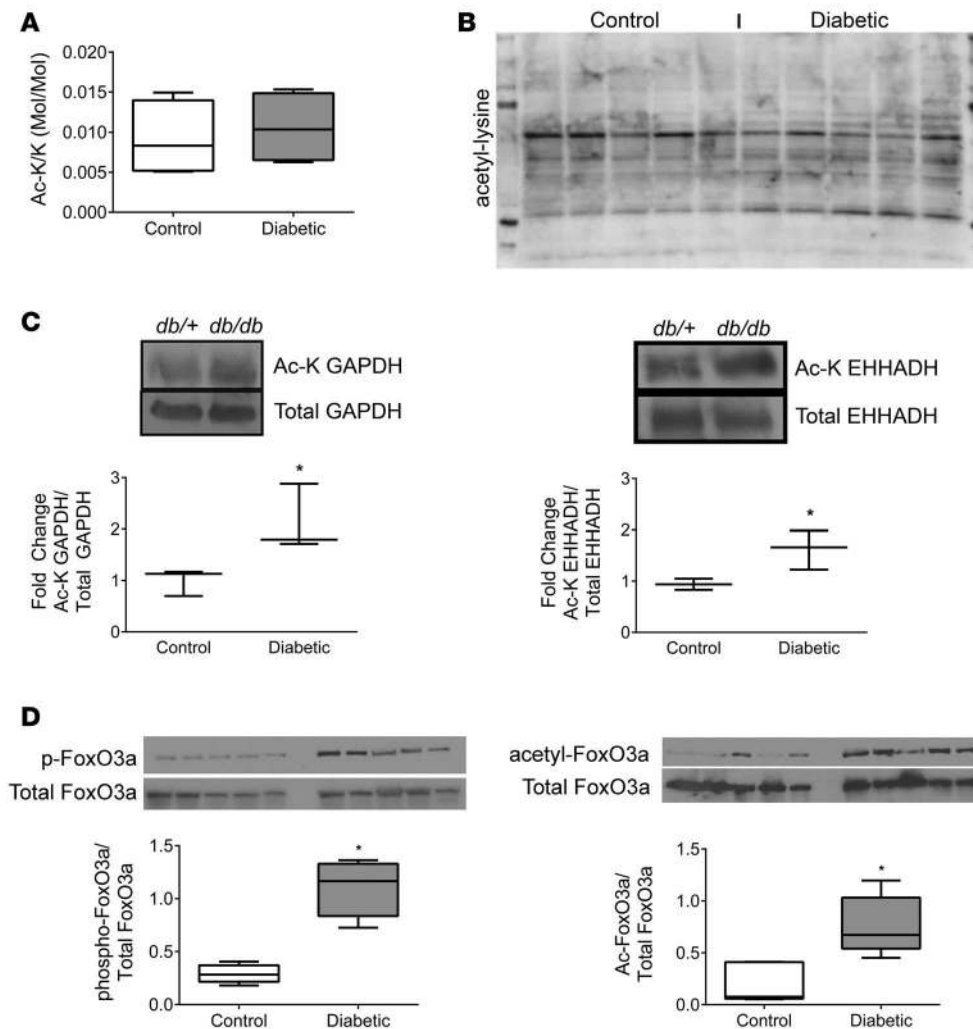 A
0.020
0.015
0.010
0.005
0.000
Ac-K/K (Mol/Mol)
Control
Diabetic
B
Control
Diabetic
acetyl-lysine
C
db/+ db/db
Ac-K GAPDH
Total GAPDH
3
2
1
0
Fold Change
Ac-K GAPDH/
Total GAPDH
*
Control
Diabetic
db/+ db/db
Ac-K EHHADH
Total EHHADH
3
2
1
0
Fold Change
Ac-K EHHADH/
Total EHHADH
*
Control
Diabetic
D
p-FoxO3a
Total FoxO3a
1.5
1.0
0.5
0.0
phospho-FoxO3a/
Total FoxO3a
*
Control
Diabetic
acetyl-FoxO3a
Total FoxO3a
1.5
1.0
0.5
0.0
Ac-FoxO3a/
Total FoxO3a
*
Control
Diabetic